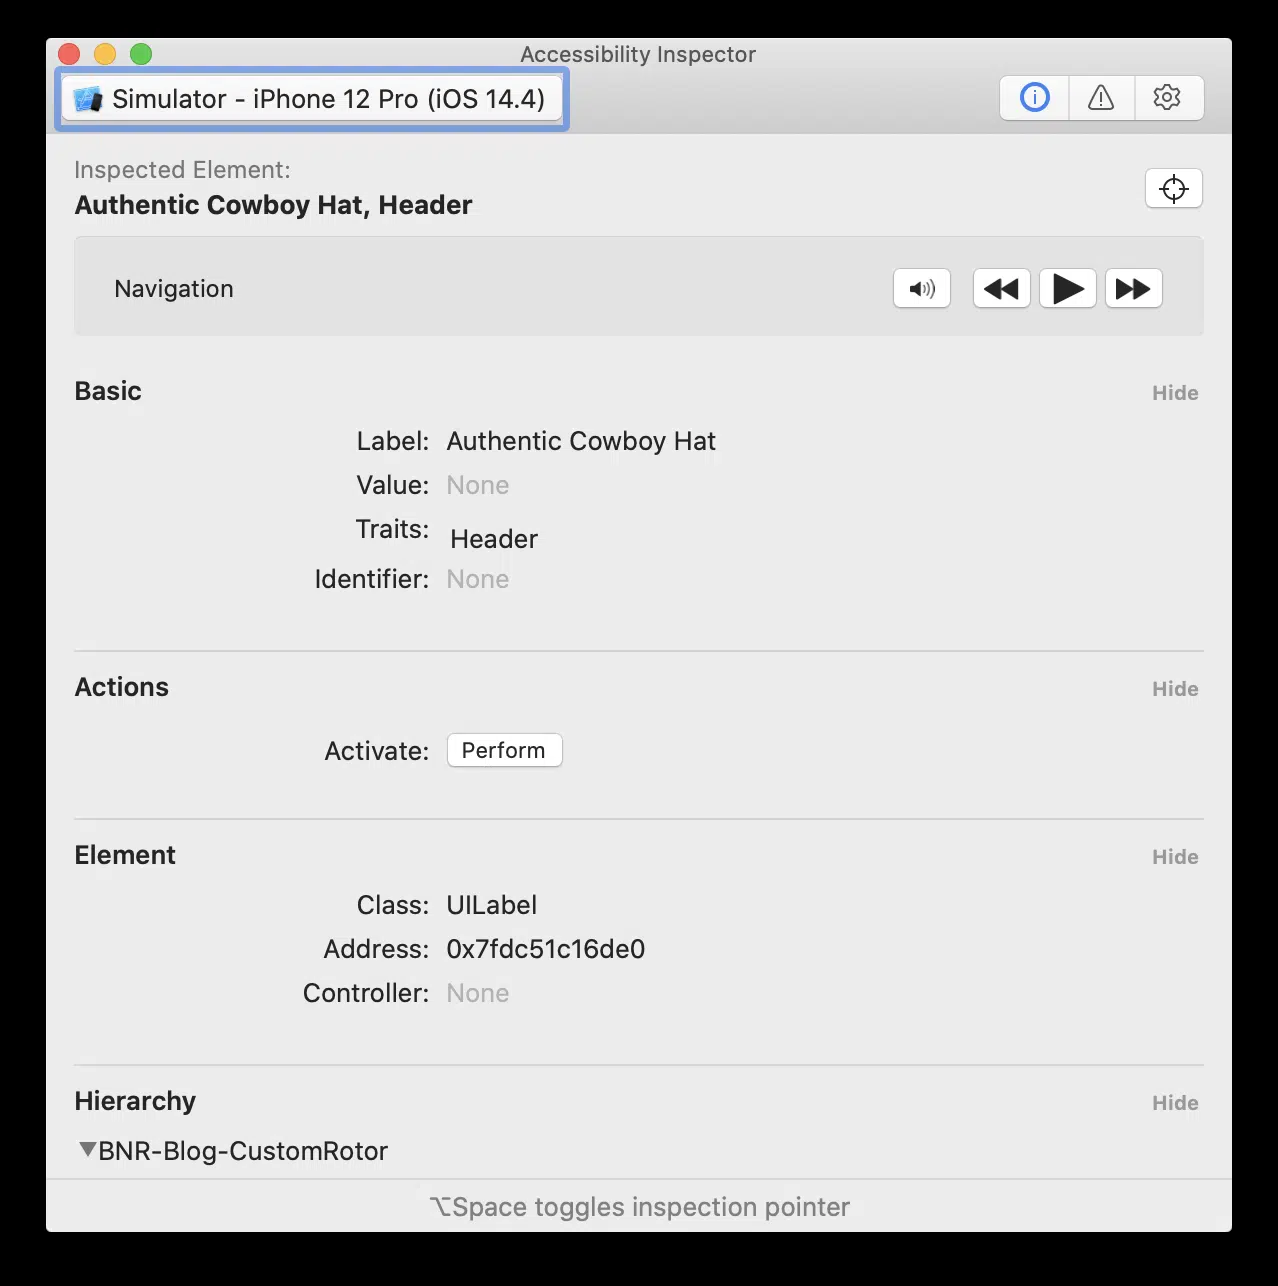 Accessibility Inspector
Simulator - iPhone 12 Pro (iOS 14.4)
Inspected Element:
Authentic Cowboy Hat, Header
Navigation
Basic
Hide
Label: Authentic Cowboy Hat
Value: None
Traits: Header
Identifier: None
Actions
Hide
Activate: Perform
Element
Hide
Class: UILabel
Address: 0x7fdc51c16de0
Controller: None
Hierarchy
Hide
▼BNR-Blog-CustomRotor
⌥Space toggles inspection pointer